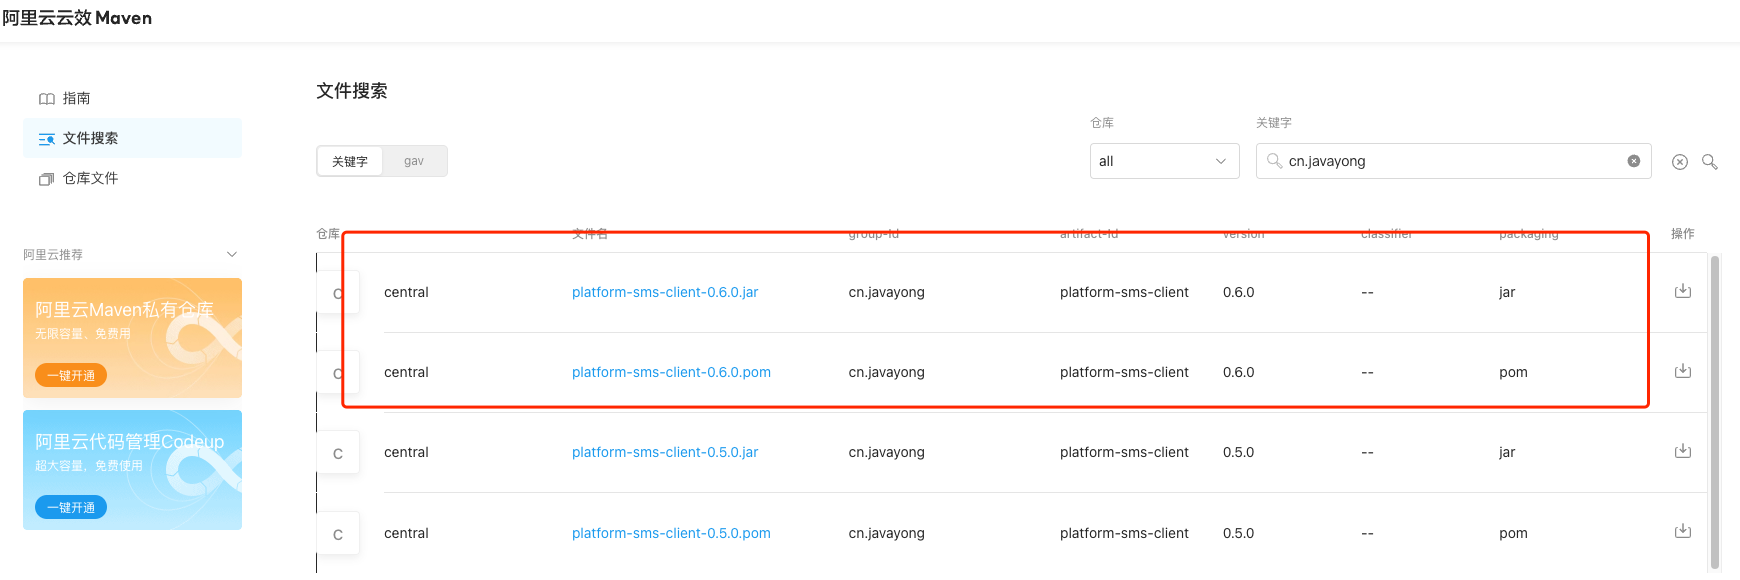 阿里云云效 Maven
指南
文件搜索
仓库文件
阿里云推荐
阿里云Maven私有仓库
无限容量、免费用
一键开通
阿里云代码管理Codeup
超大容量，免费使用
一键开通
文件搜索
关键字 gav
仓库 关键字
all cn.javayong
仓库 文件名 group-id artifact-id version classifier packaging 操作
C central platform-sms-client-0.6.0.jar cn.javayong platform-sms-client 0.6.0 -- jar
C central platform-sms-client-0.6.0.pom cn.javayong platform-sms-client 0.6.0 -- pom
C central platform-sms-client-0.5.0.jar cn.javayong platform-sms-client 0.5.0 -- jar
C central platform-sms-client-0.5.0.pom cn.javayong platform-sms-client 0.5.0 -- pom